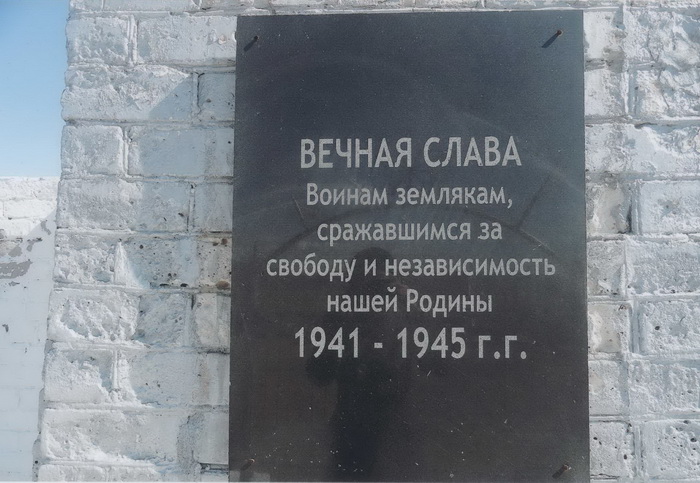 ВЕЧНАЯ СЛАВА
Воинам землякам,
сражавшимся за
свободу и независимость
нашей Родины
1941 - 1945 г.г.